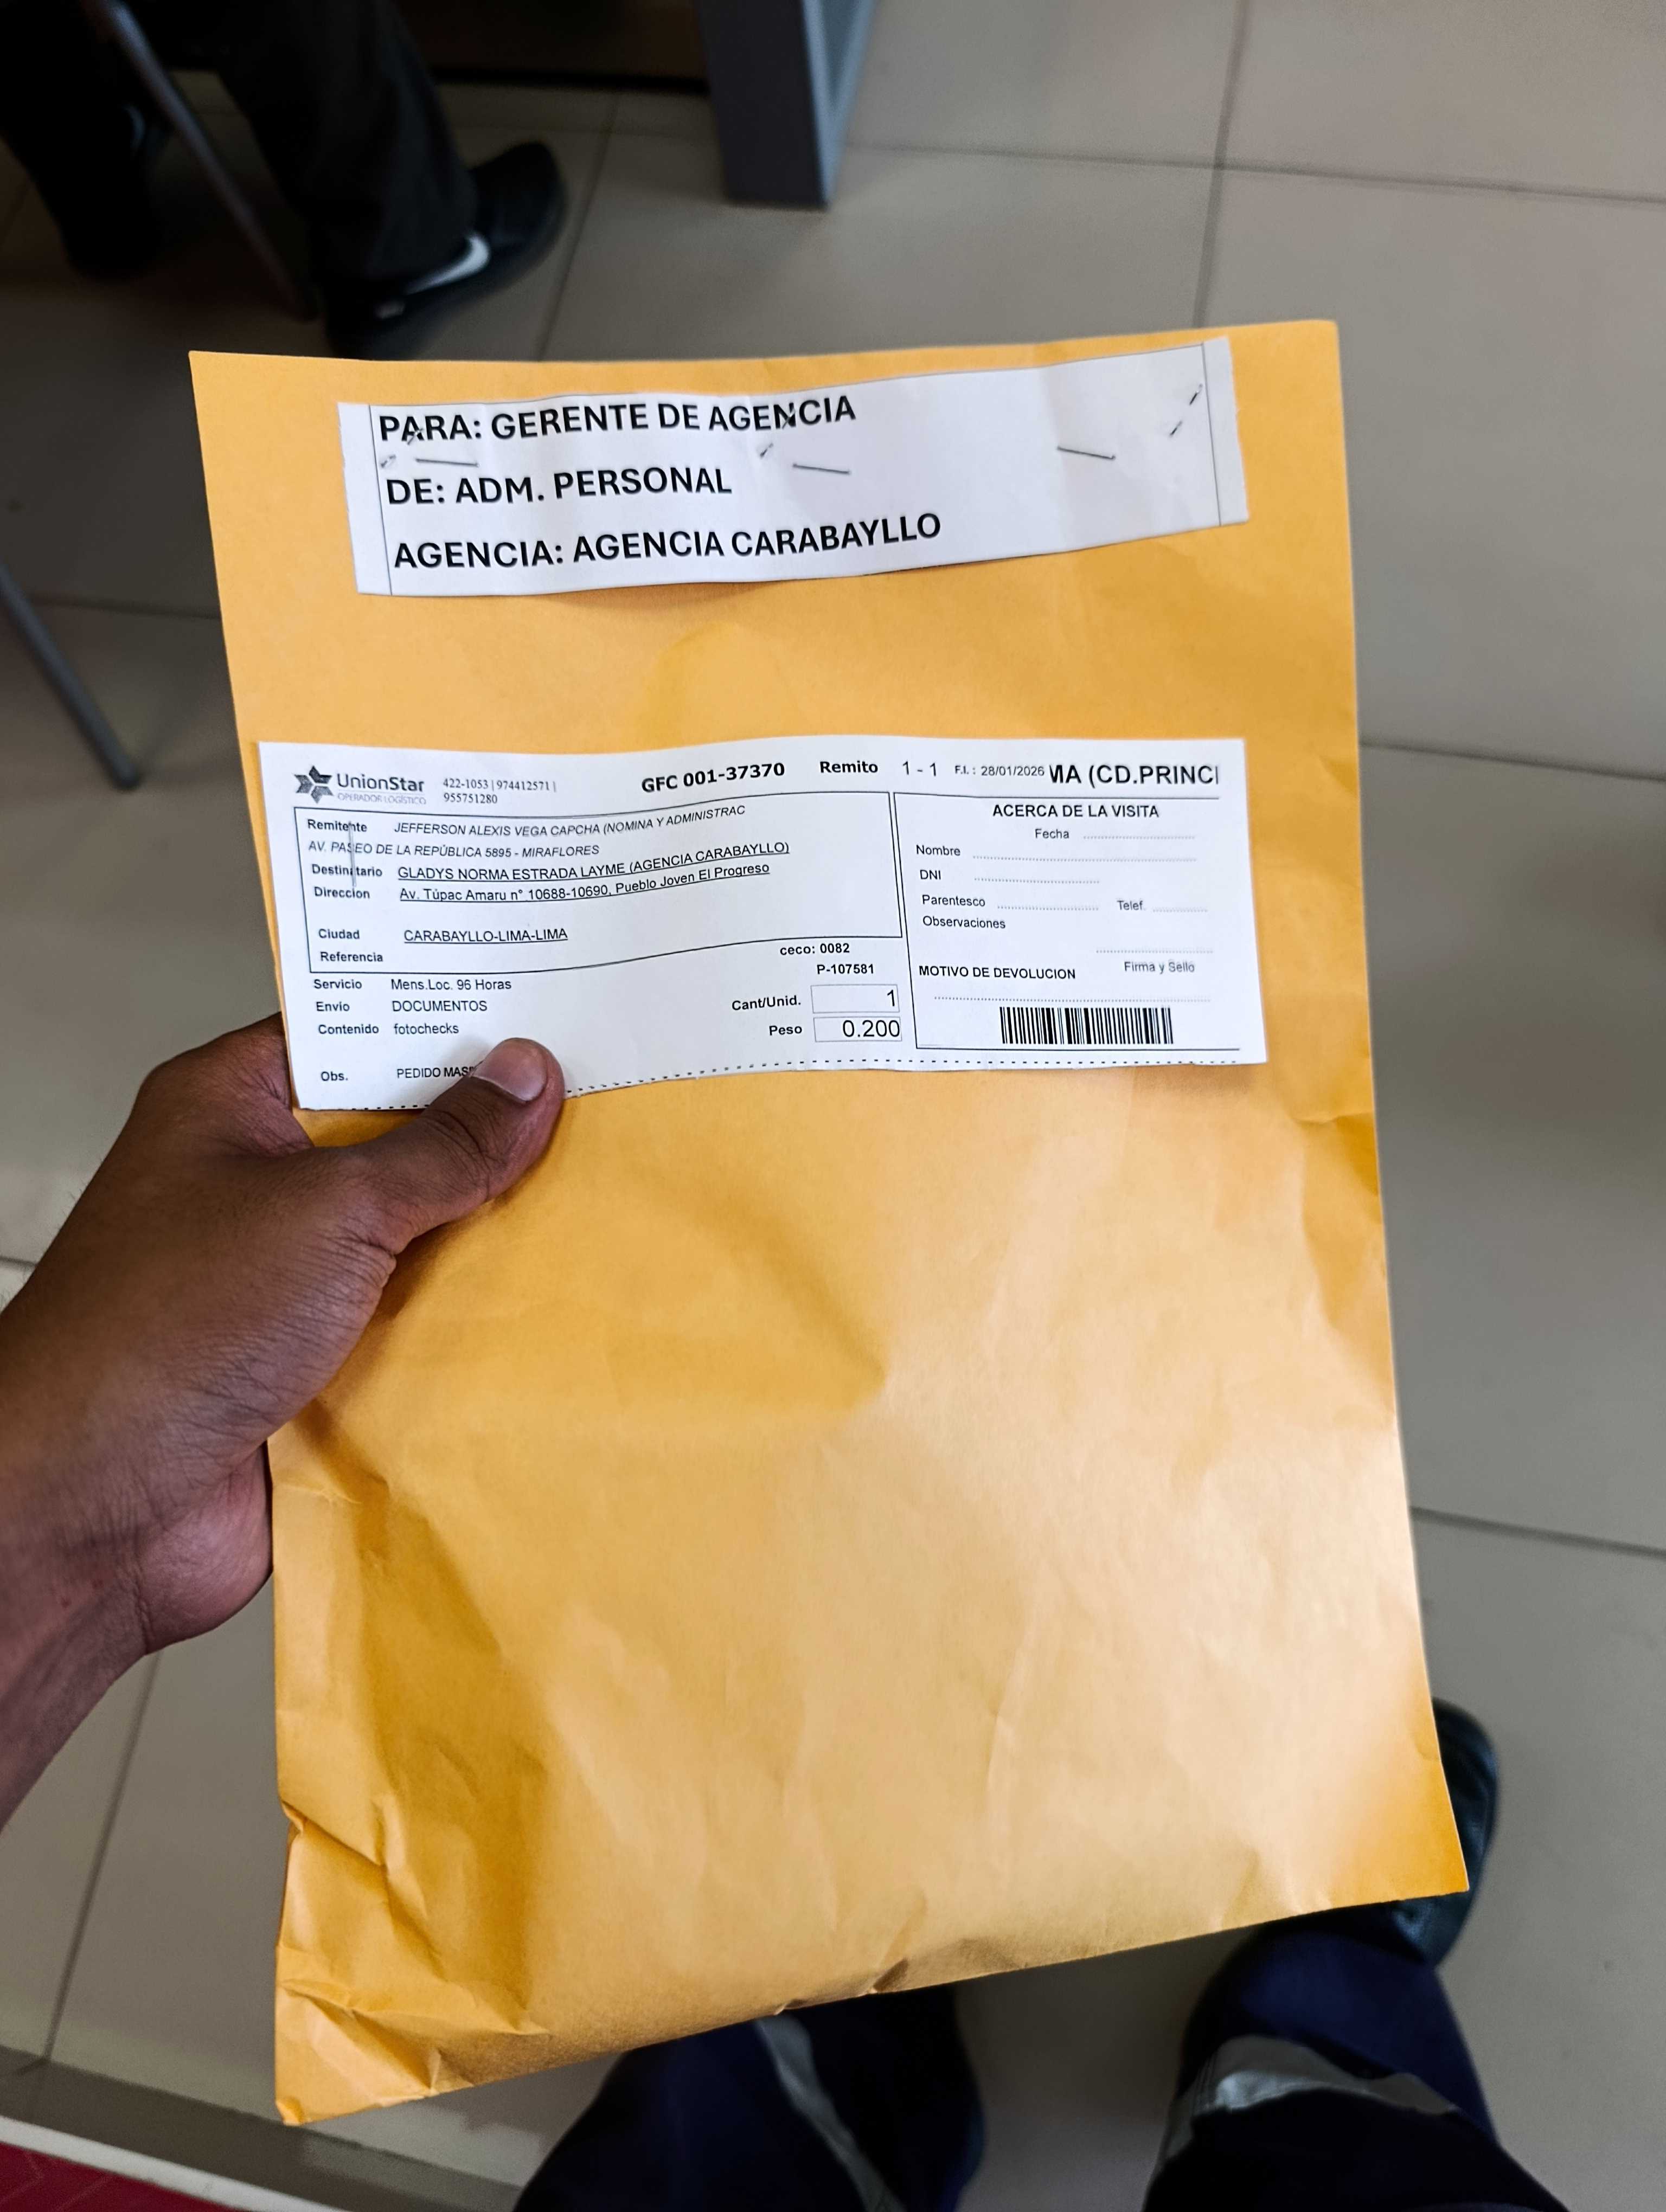 PARA: GERENTE DE AGENCIA
DE: ADM. PERSONAL
AGENCIA: AGENCIA CARABAYLLO
UnionStar
OPERADOR LOGÍSTICO
422-1053 | 974412571 |
955751280
GFC 001-37370 Remito 1 - 1 F.I. : 28/01/2026 MA (CD.PRINCI
Remitente JEFFERSON ALEXIS VEGA CAPCHA (NOMINA Y ADMINISTRAC
AV. PASEO DE LA REPÚBLICA 5895 - MIRAFLORES
Destinatario GLADYS NORMA ESTRADA LAYME (AGENCIA CARABAYLLO)
Direccion Av. Túpac Amaru n° 10688-10690, Pueblo Joven El Progreso
Ciudad CARABAYLLO-LIMA-LIMA
Referencia
ceco: 0082
Servicio Mens.Loc. 96 Horas
P-107581
Envio DOCUMENTOS
Cant/Unid. 1
Contenido fotochecks
Peso 0.200
Obs. PEDIDO
ACERCA DE LA VISITA
Fecha
Nombre
DNI
Parentesco Telef.
Observaciones
Firma y Sello
MOTIVO DE DEVOLUCION